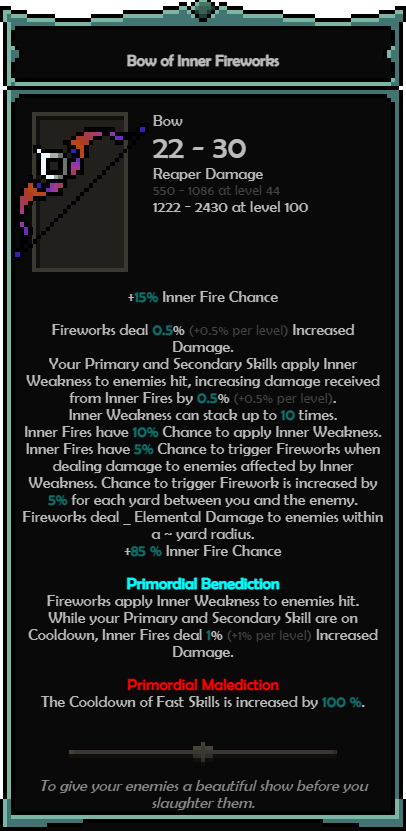 Bow of Inner Fireworks
Bow
22 - 30
Reaper Damage
550 - 1086 at level 44
1222 - 2430 at level 100
+15% Inner Fire Chance
Fireworks deal 0.5% (+0.5% per level) Increased
Damage.
Your Primary and Secondary Skills apply Inner
Weakness to enemies hit, increasing damage received
from Inner Fires by 0.5% (+0.5% per level).
Inner Weakness can stack up to 10 times.
Inner Fires have 10% Chance to apply Inner Weakness.
Inner Fires have 5% Chance to trigger Fireworks when
dealing damage to enemies affected by Inner
Weakness. Chance to trigger Firework is increased by
5% for each yard between you and the enemy.
Fireworks deal _ Elemental Damage to enemies within
a ~ yard radius.
+85 % Inner Fire Chance
Primordial Benediction
Fireworks apply Inner Weakness to enemies hit.
While your Primary and Secondary Skill are on
Cooldown, Inner Fires deal 1% (+1% per level) Increased
Damage.
Primordial Malediction
The Cooldown of Fast Skills is increased by 100 %.
To give your enemies a beautiful show before you
slaughter them.